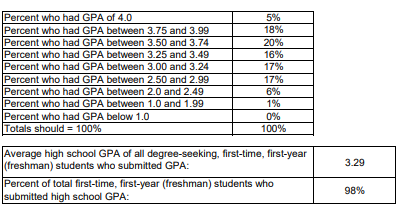 Percent who had GPA of 4.0 5%
Percent who had GPA between 3.75 and 3.99 18%
Percent who had GPA between 3.50 and 3.74 20%
Percent who had GPA between 3.25 and 3.49 16%
Percent who had GPA between 3.00 and 3.24 17%
Percent who had GPA between 2.50 and 2.99 17%
Percent who had GPA between 2.0 and 2.49 6%
Percent who had GPA between 1.0 and 1.99 1%
Percent who had GPA below 1.0 0%
Totals should = 100% 100%
Average high school GPA of all degree-seeking, first-time, first-year
(freshman) students who submitted GPA: 3.29
Percent of total first-time, first-year (freshman) students who
submitted high school GPA: 98%